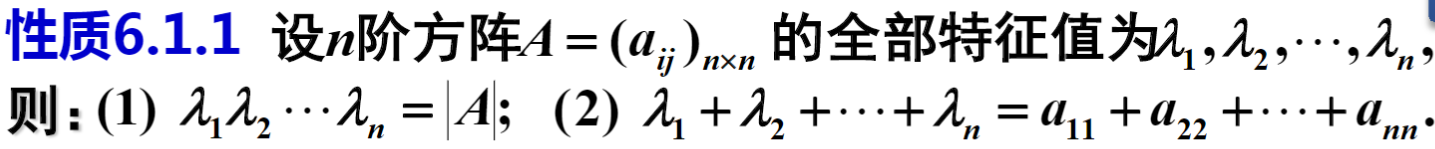 性质6.1.1 设n阶方阵A=(a_{ij})_{n×n} 的全部特征值为λ_1,λ_2,⋯,λ_n,
则:(1) λ_1λ_2⋯λ_n=|A|; (2) λ_1+λ_2+⋯+λ_n=a_{11}+a_{22}+⋯+a_{nn}.